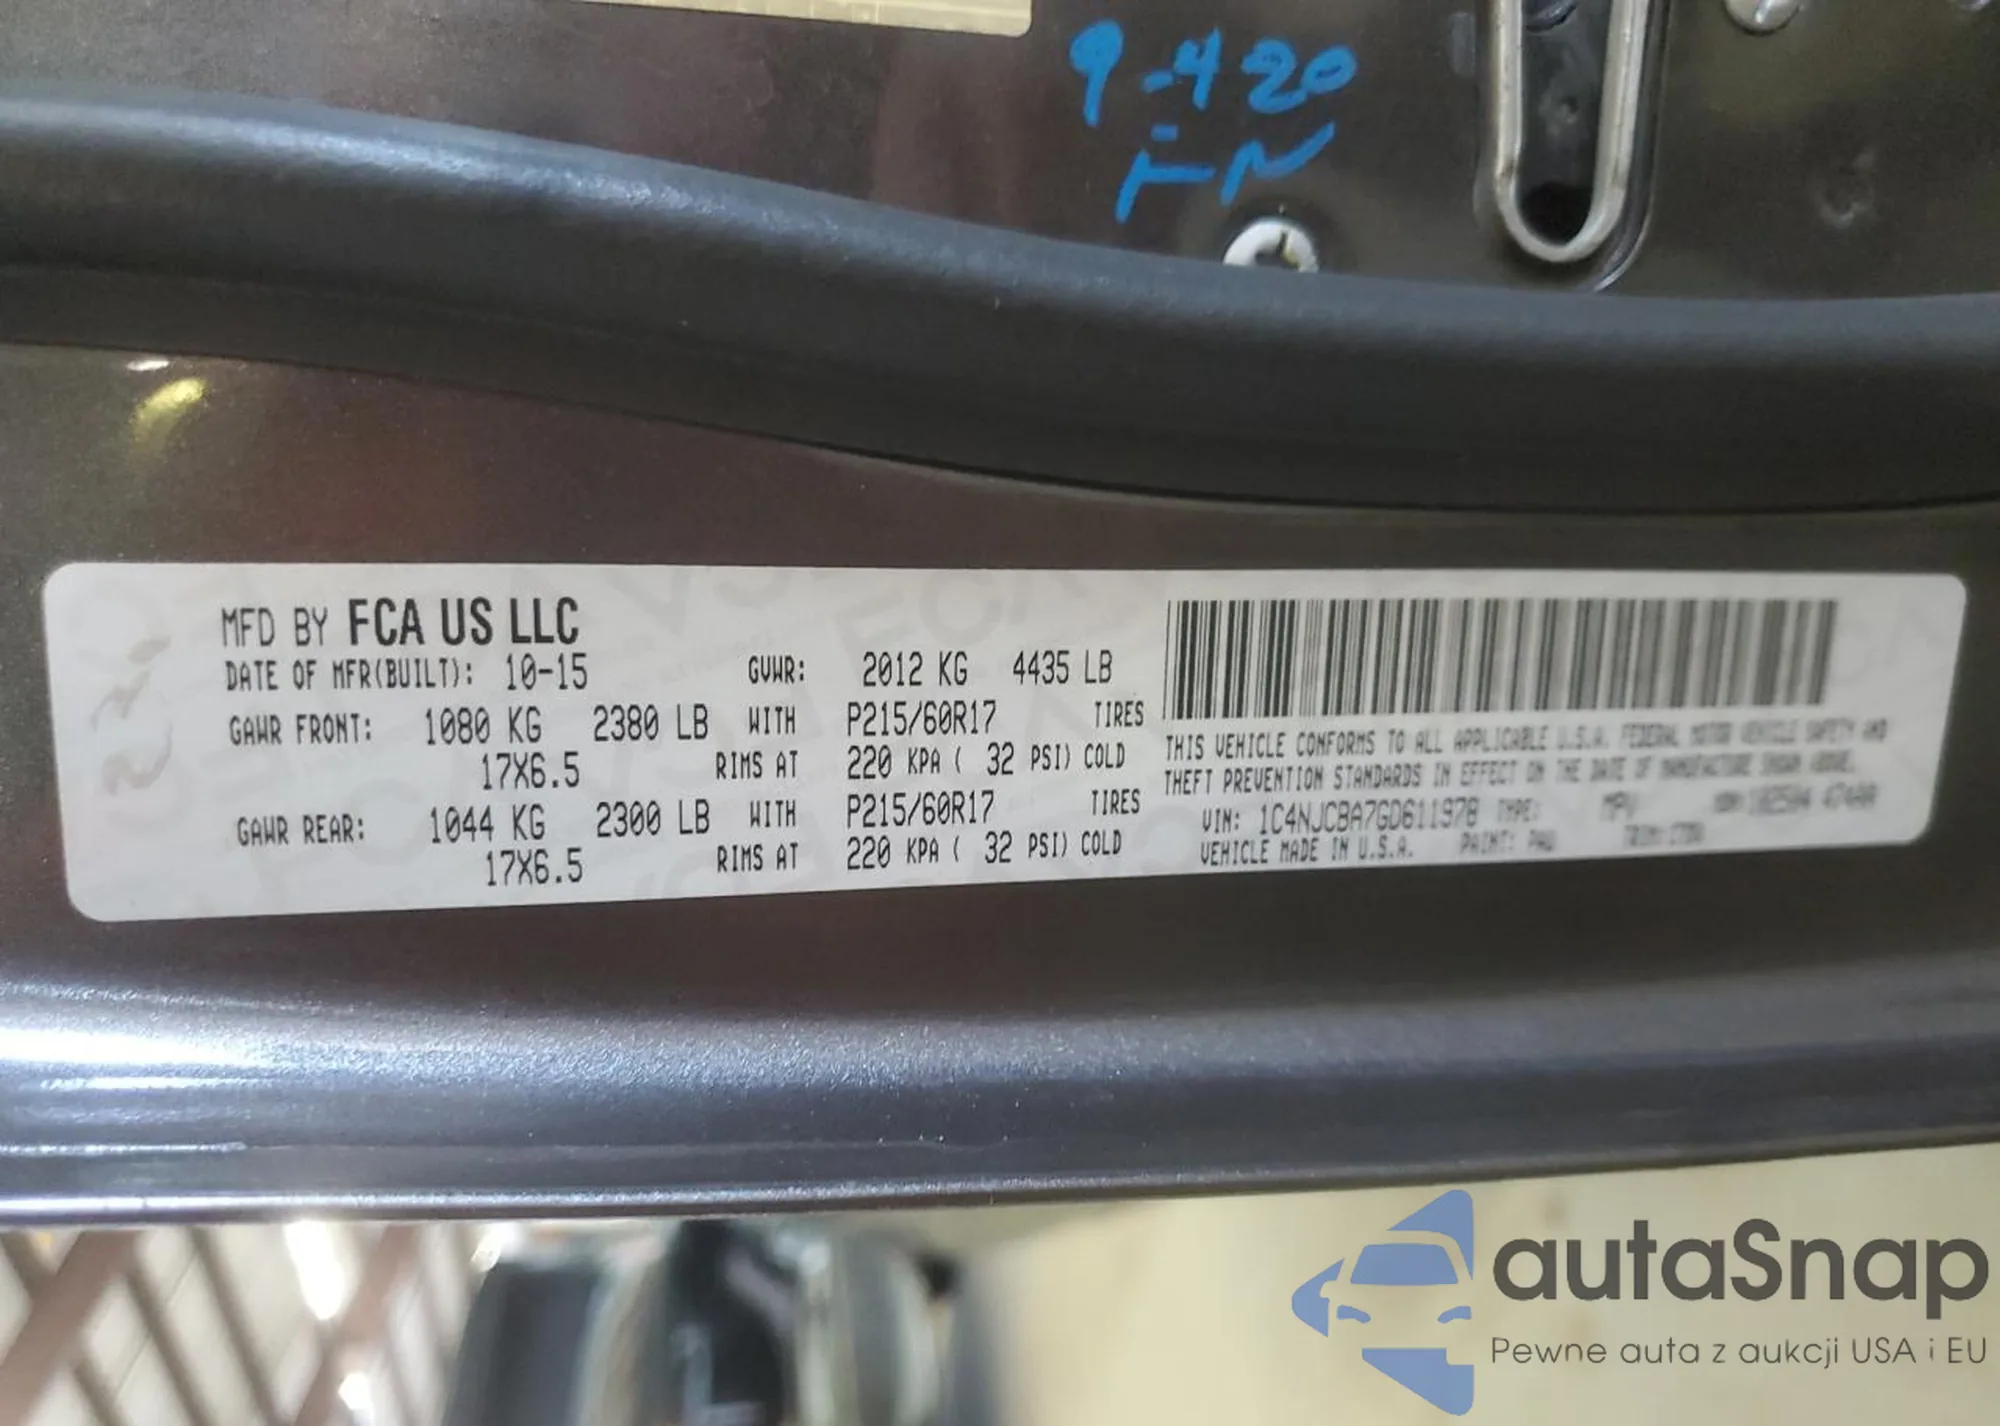 9-420
MFD BY FCA US LLC
DATE OF MFR(BUILT): 10-15 GVWR: 2012 KG 4435 LB
GAWR FRONT: 1080 KG 2380 LB WITH P215/60R17 TIRES
17X6.5 RIMS AT 220 KPA ( 32 PSI) COLD
GAWR REAR: 1044 KG 2300 LB WITH P215/60R17 TIRES
17X6.5 RIMS AT 220 KPA ( 32 PSI) COLD
THIS VEHICLE CONFORMS TO ALL APPLICABLE U.S.A. FEDERAL MOTOR VEHICLE SAFETY AND
THEFT PREVENTION STANDARDS IN EFFECT ON THE DATE OF MANUFACTURE SHOWN ABOVE.
VIN: 1C4NJCBA7GD611978 TYPE: MPV
VEHICLE MADE IN U.S.A. PAINT: PAU
autaSnap
Pewne auta z aukcji USA i EU